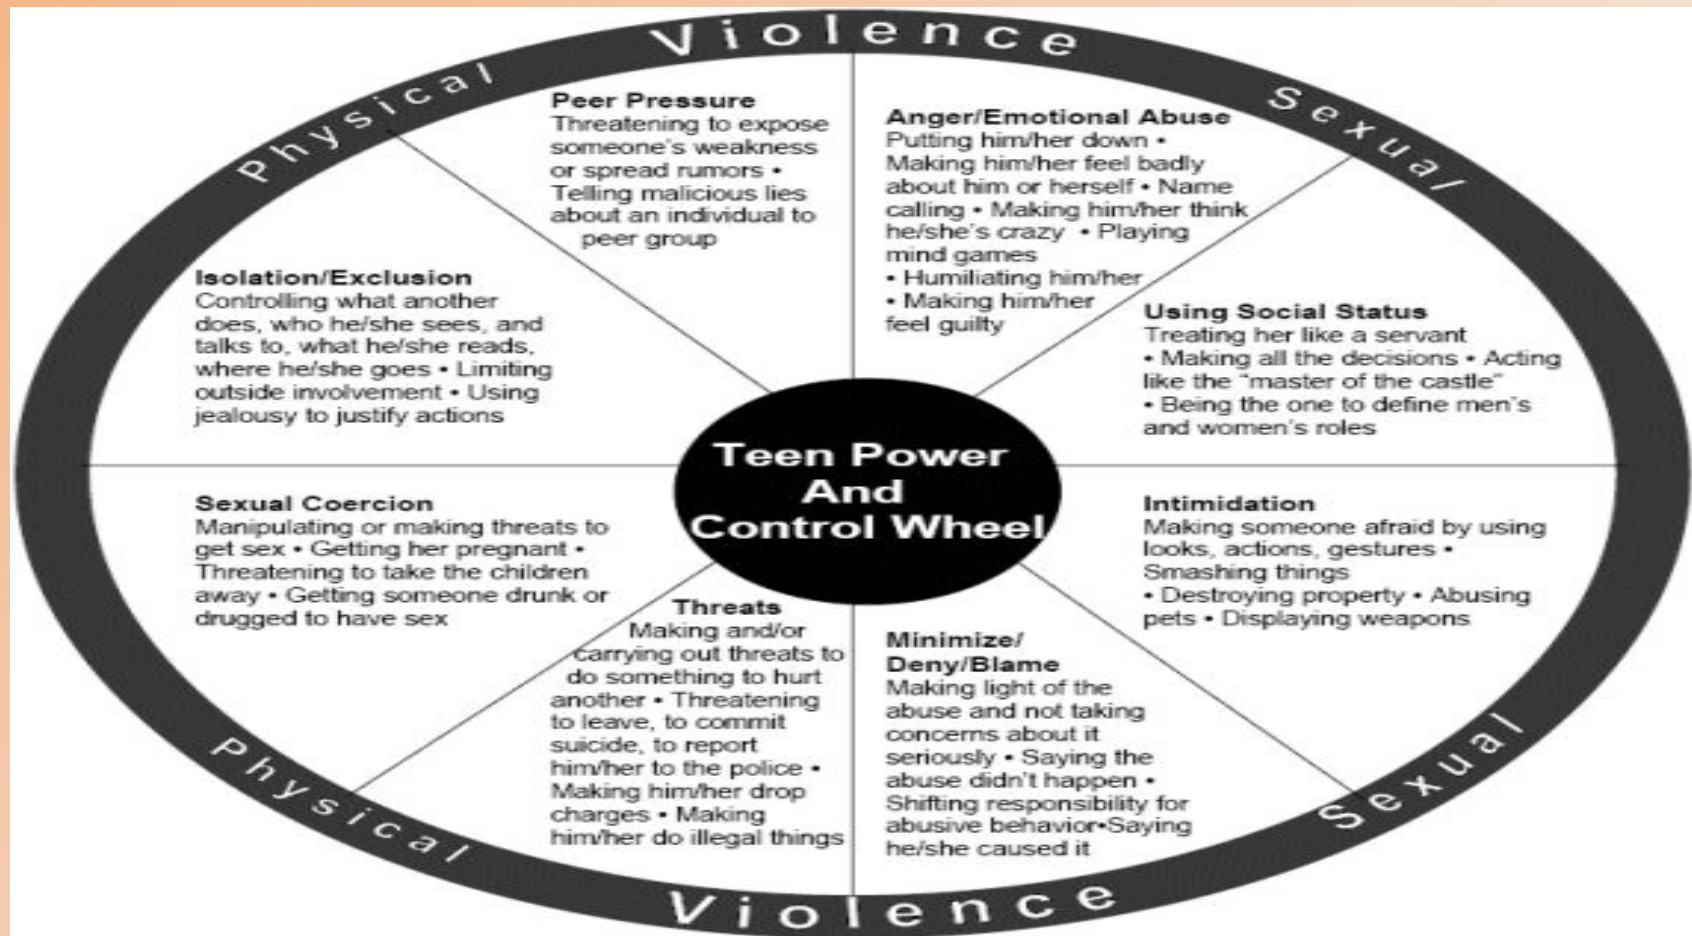 Physical Violence Sexual
Peer Pressure
Threatening to expose
someone's weakness
or spread rumors •
Telling malicious lies
about an individual to
peer group
Anger/Emotional Abuse
Putting him/her down •
Making him/her feel badly
about him or herself • Name
calling • Making him/her think
he/she's crazy • Playing
mind games
• Humiliating him/her
• Making him/her
feel guilty
Isolation/Exclusion
Controlling what another
does, who he/she sees, and
talks to, what he/she reads,
where he/she goes • Limiting
outside involvement • Using
jealousy to justify actions
Using Social Status
Treating her like a servant
• Making all the decisions • Acting
like the "master of the castle"
• Being the one to define men's
and women's roles
Teen Power
And
Control Wheel
Sexual Coercion
Manipulating or making threats to
get sex • Getting her pregnant •
Threatening to take the children
away • Getting someone drunk or
drugged to have sex
Intimidation
Making someone afraid by using
looks, actions, gestures •
Smashing things
• Destroying property • Abusing
pets • Displaying weapons
Threats
Making and/or
carrying out threats to
do something to hurt
another • Threatening
to leave, to commit
suicide, to report
him/her to the police •
Making him/her drop
charges • Making
him/her do illegal things
Minimize/
Deny/Blame
Making light of the
abuse and not taking
concerns about it
seriously • Saying the
abuse didn't happen •
Shifting responsibility for
abusive behavior•Saying
he/she caused it
Physical Violence Sexual